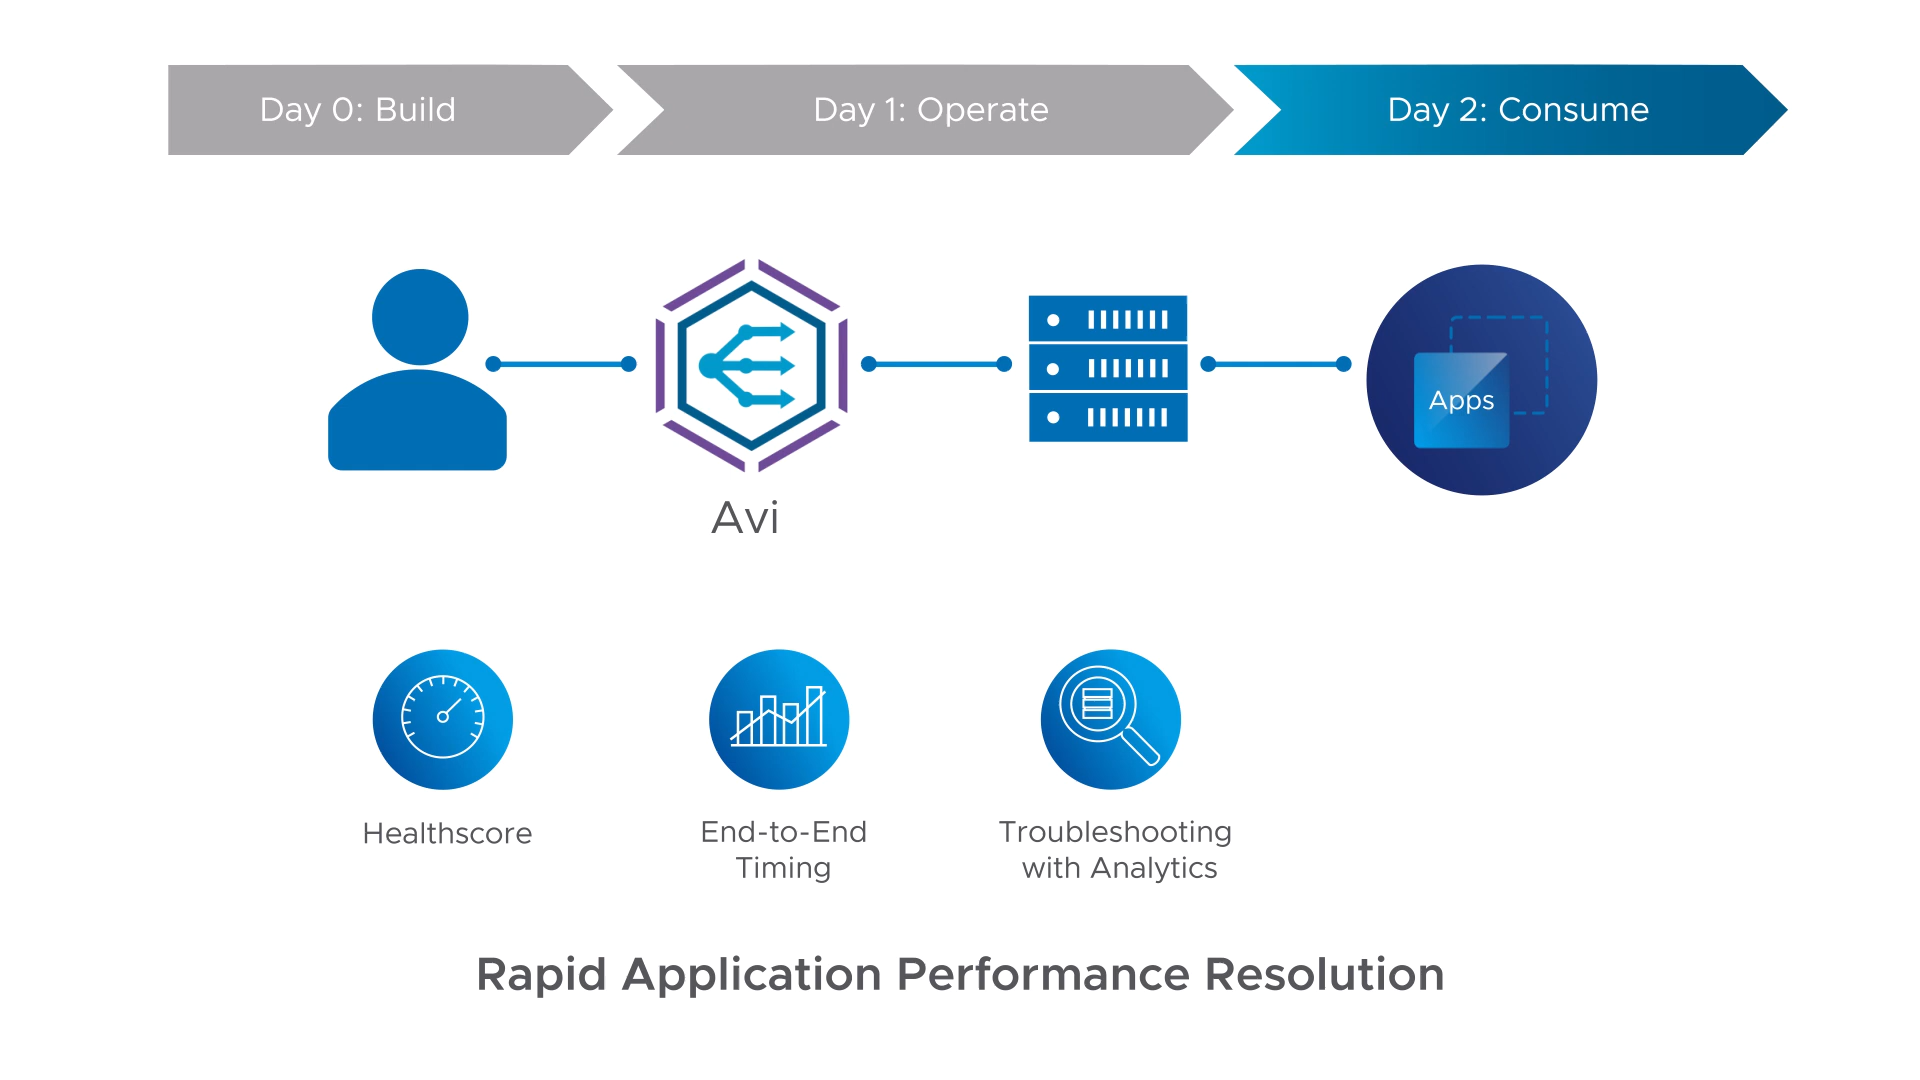 Day 0: Build
Day 1: Operate
Day 2: Consume
Apps
Avi
Healthscore
End-to-End
Timing
Troubleshooting
with Analytics
Rapid Application Performance Resolution